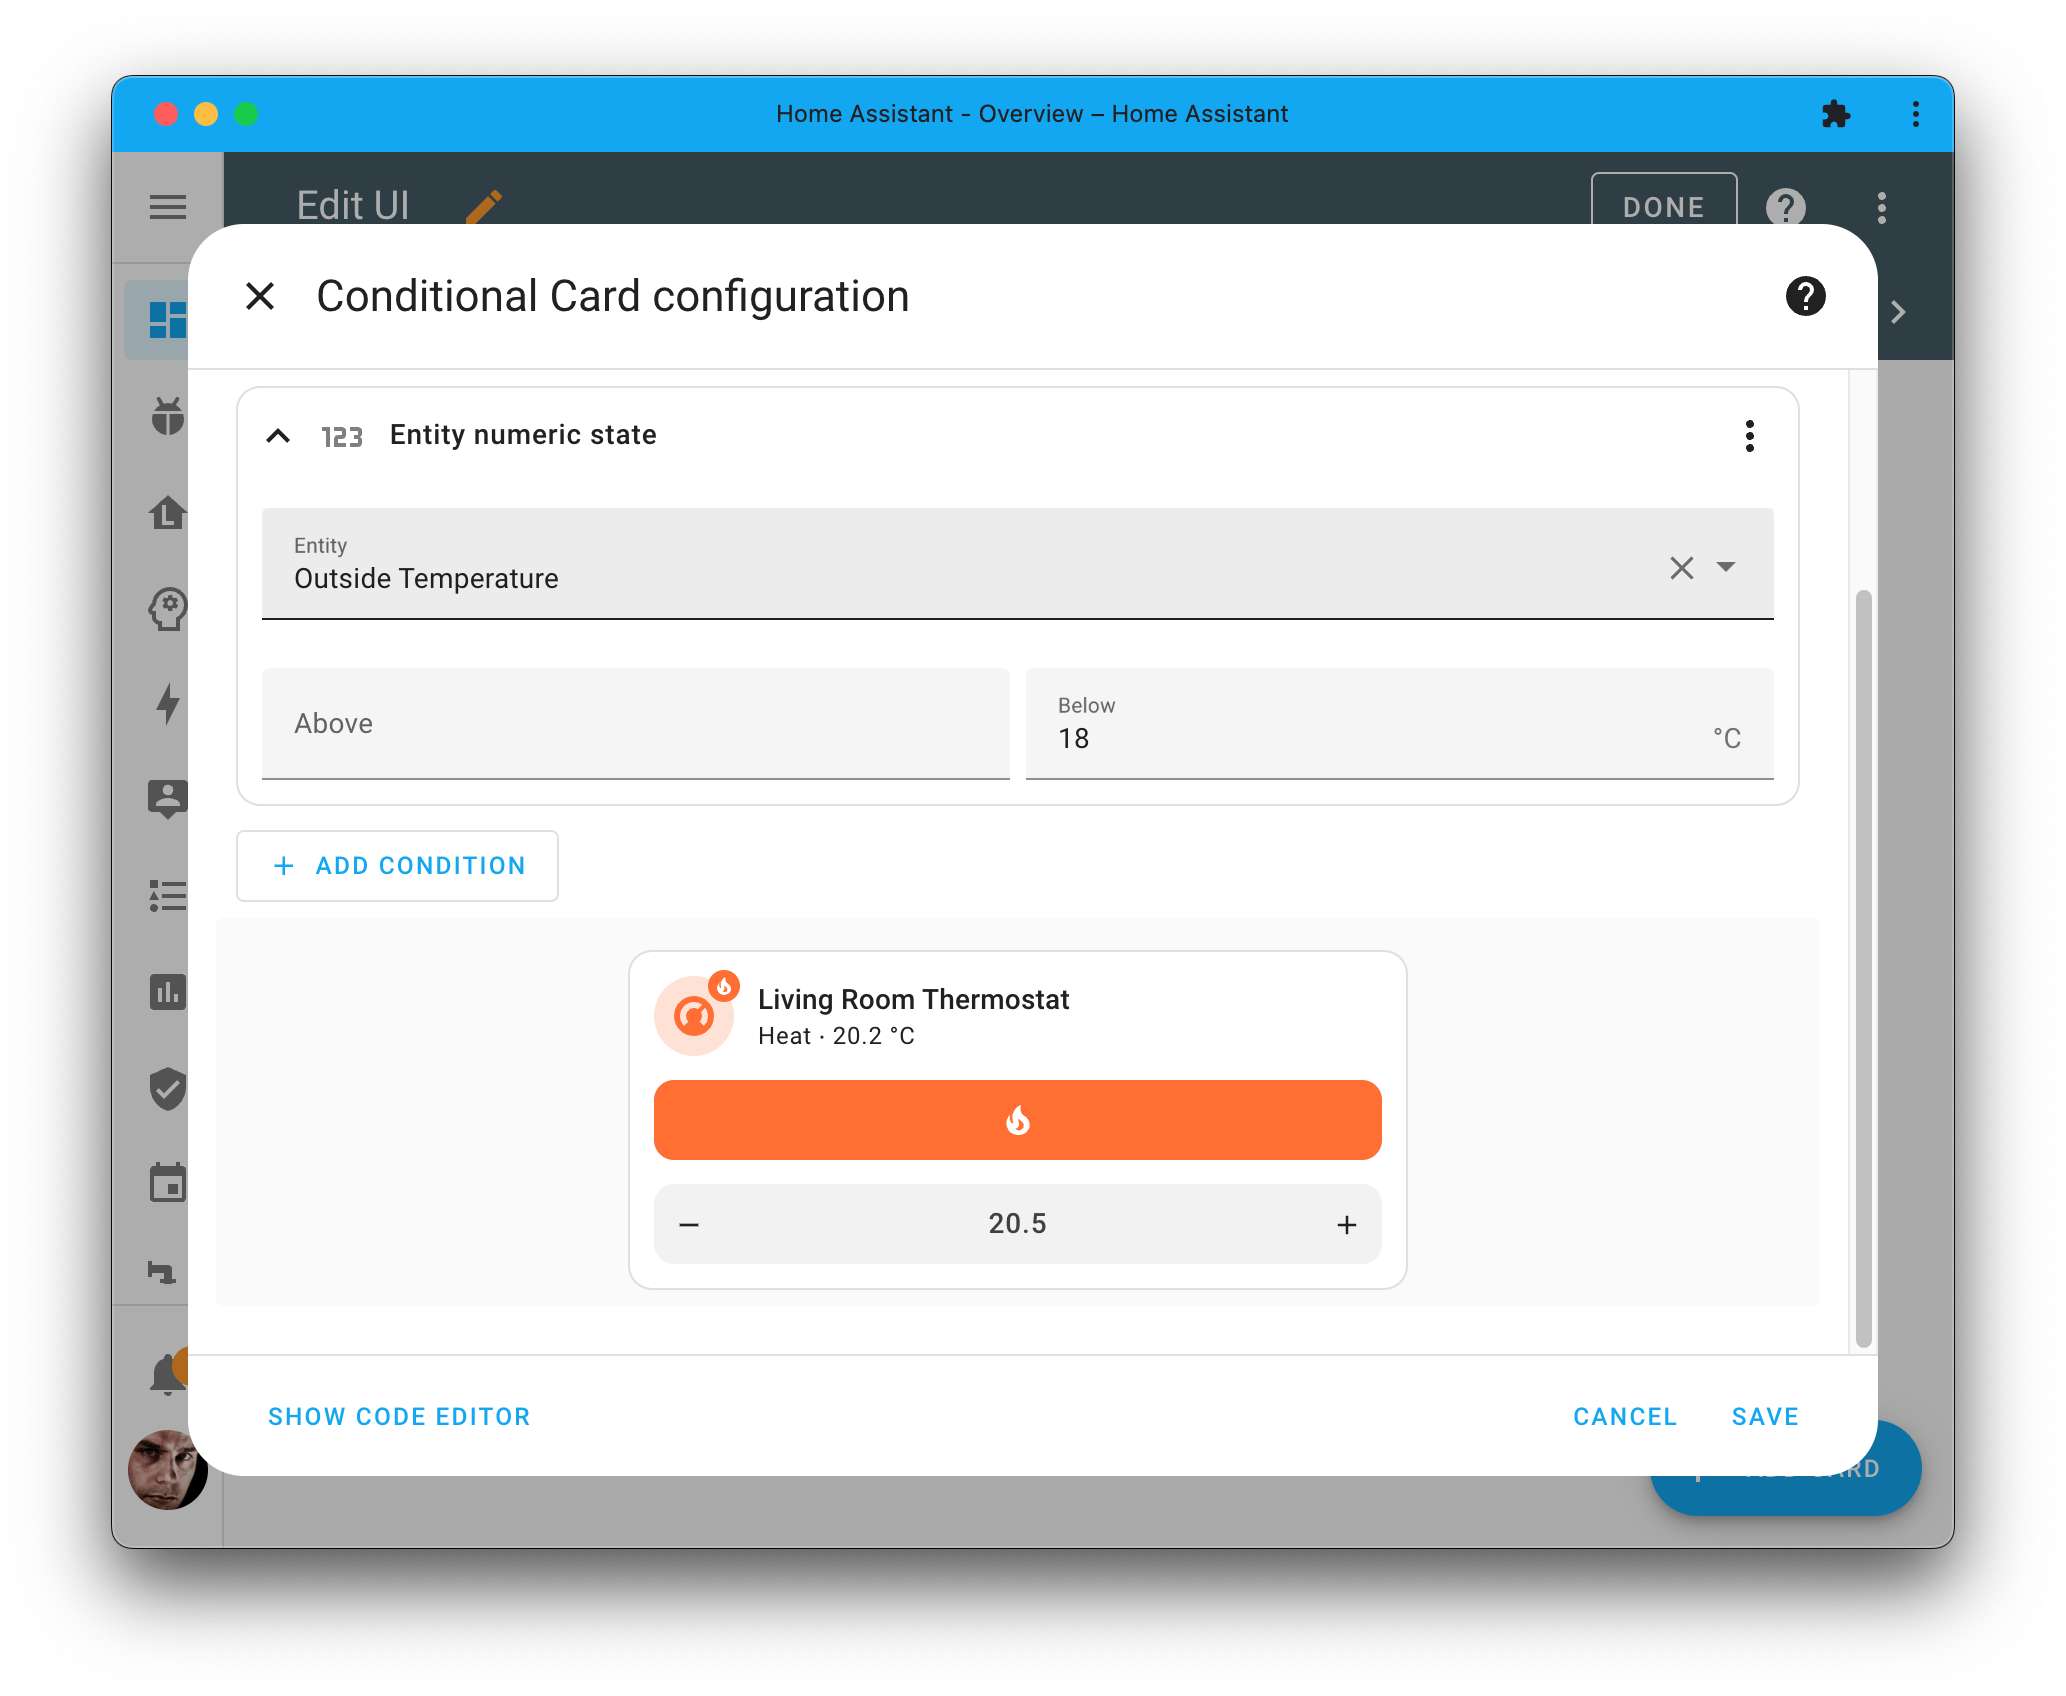 Home Assistant - Overview – Home Assistant
Edit UI
DONE
Conditional Card configuration
123 Entity numeric state
Entity
Outside Temperature
Above
Below
18 °C
+ ADD CONDITION
Living Room Thermostat
Heat · 20.2 °C
− 20.5 +
SHOW CODE EDITOR
CANCEL
SAVE